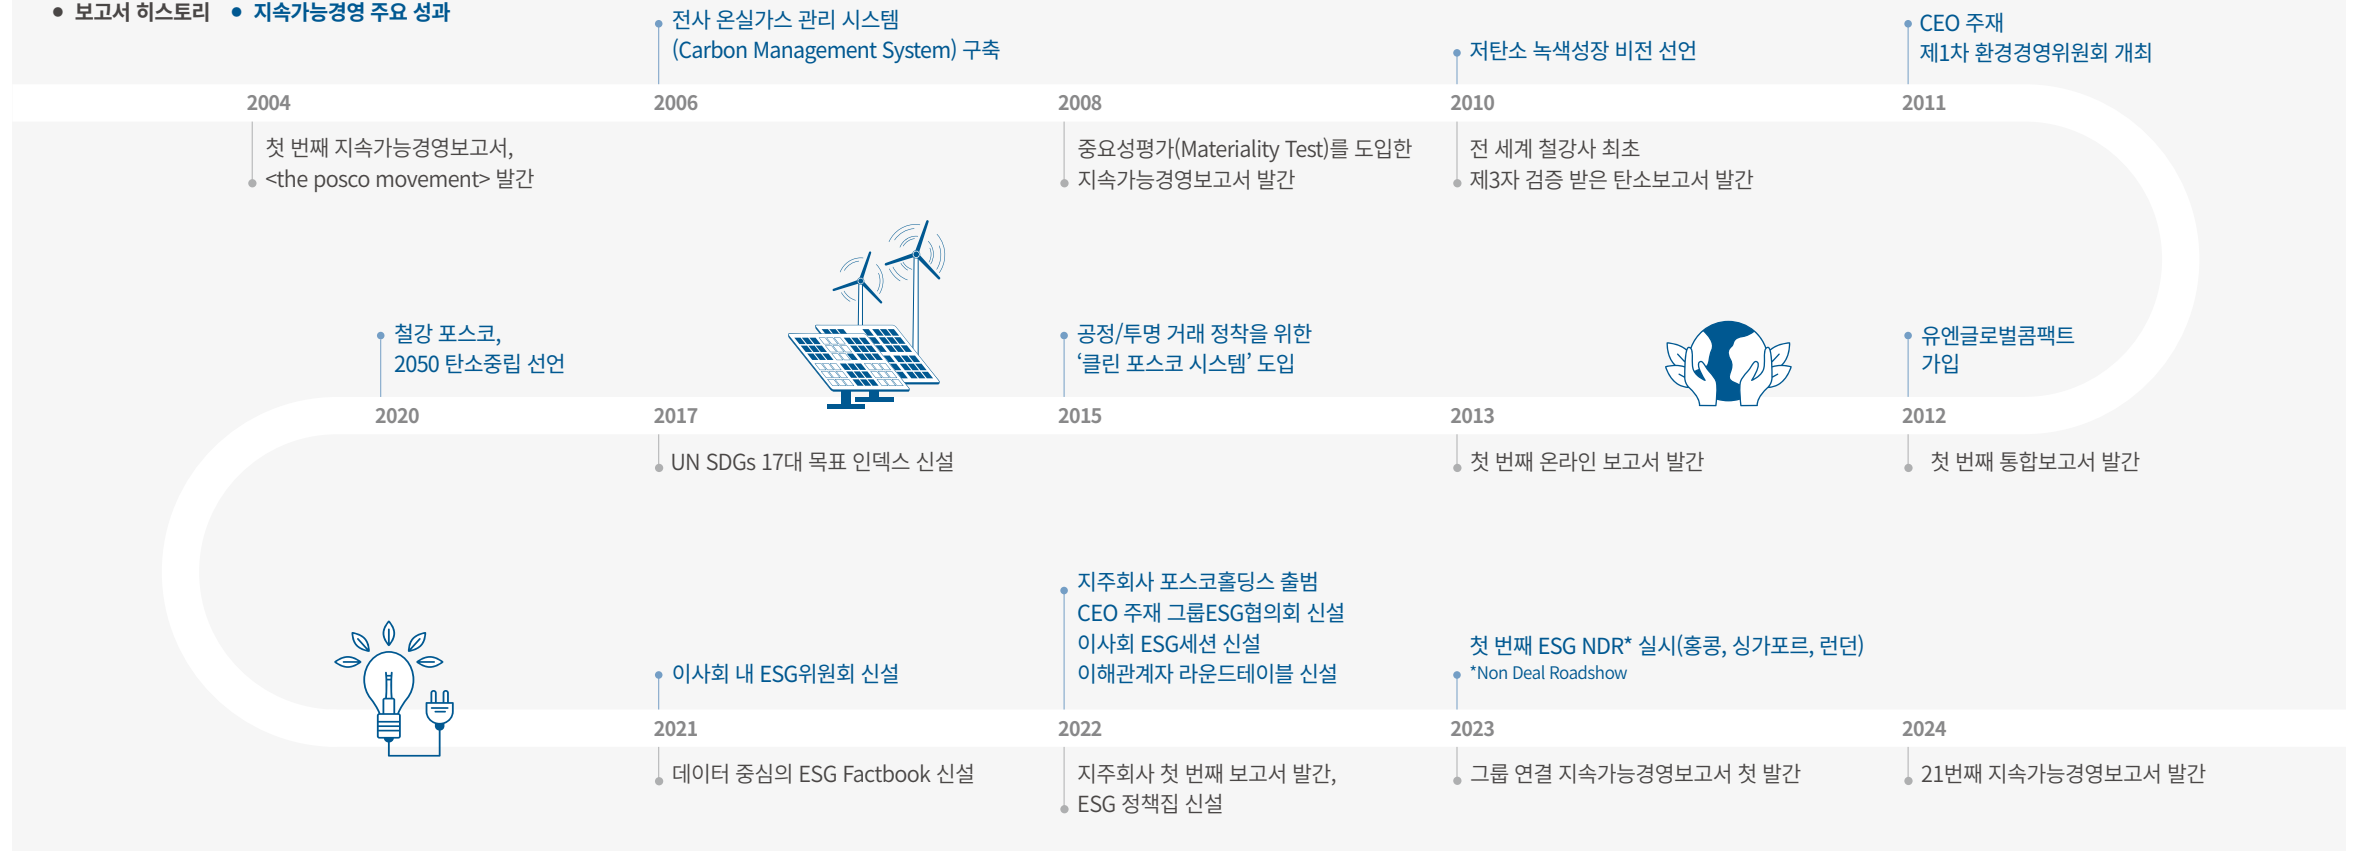 보고서 히스토리
지속가능경영 주요 성과
전사 온실가스 관리 시스템
(Carbon Management System) 구축
저탄소 녹색성장 비전 선언
CEO 주재
제1차 환경경영위원회 개최
2004
2006
2008
2010
2011
첫 번째 지속가능경영보고서,
<the posco movement> 발간
중요성평가(Materiality Test)를 도입한
지속가능경영보고서 발간
전 세계 철강사 최초
제3자 검증 받은 탄소보고서 발간
유엔글로벌콤팩트
가입
공정/투명 거래 정착을 위한
‘클린 포스코 시스템’ 도입
철강 포스코,
2050 탄소중립 선언
2012
2013
2015
2017
2020
첫 번째 통합보고서 발간
첫 번째 온라인 보고서 발간
UN SDGs 17대 목표 인덱스 신설
이사회 내 ESG위원회 신설
지주회사 포스코홀딩스 출범
CEO 주재 그룹ESG협의회 신설
이사회 ESG세션 신설
이해관계자 라운드테이블 신설
첫 번째 ESG NDR* 실시(홍콩, 싱가포르, 런던)
*Non Deal Roadshow
2021
2022
2023
2024
데이터 중심의 ESG Factbook 신설
지주회사 첫 번째 보고서 발간,
ESG 정책집 신설
그룹 연결 지속가능경영보고서 첫 발간
21번째 지속가능경영보고서 발간